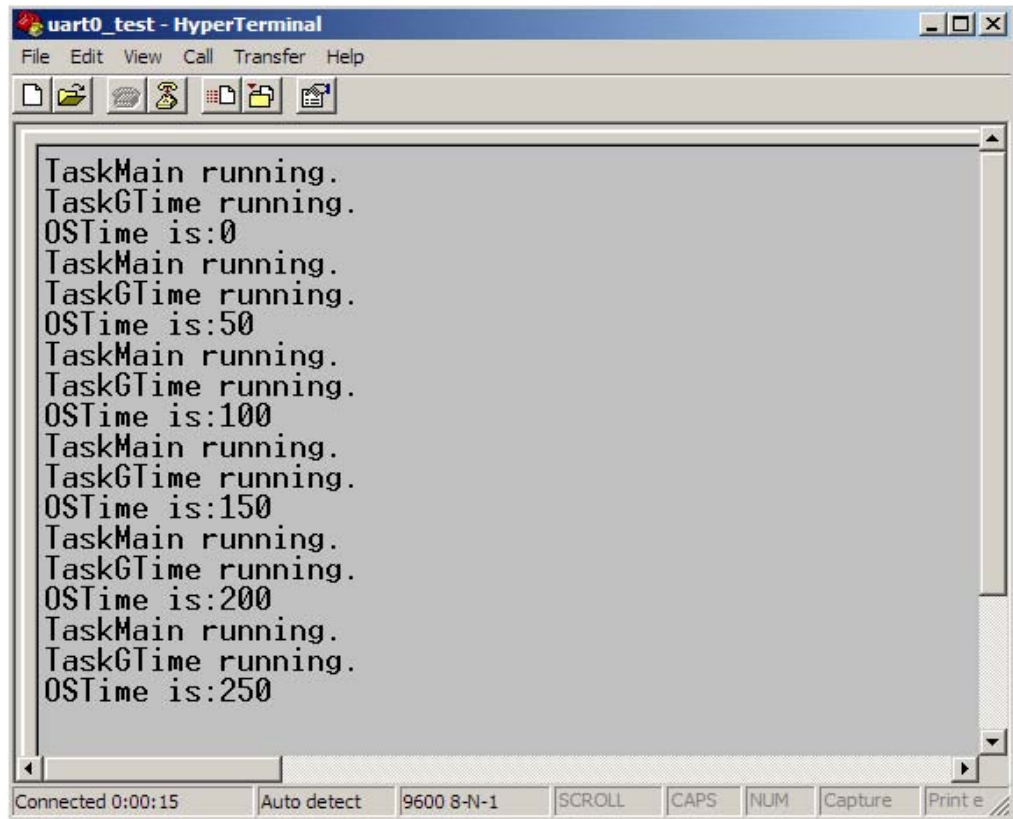 uart0_test - HyperTerminal
File Edit View Call Transfer Help
TaskMain running.
TaskGTime running.
OSTime is:0
TaskMain running.
TaskGTime running.
OSTime is:50
TaskMain running.
TaskGTime running.
OSTime is:100
TaskMain running.
TaskGTime running.
OSTime is:150
TaskMain running.
TaskGTime running.
OSTime is:200
TaskMain running.
TaskGTime running.
OSTime is:250
Connected 0:00:15 Auto detect 9600 8-N-1 SCROLL CAPS NUM Capture Print e